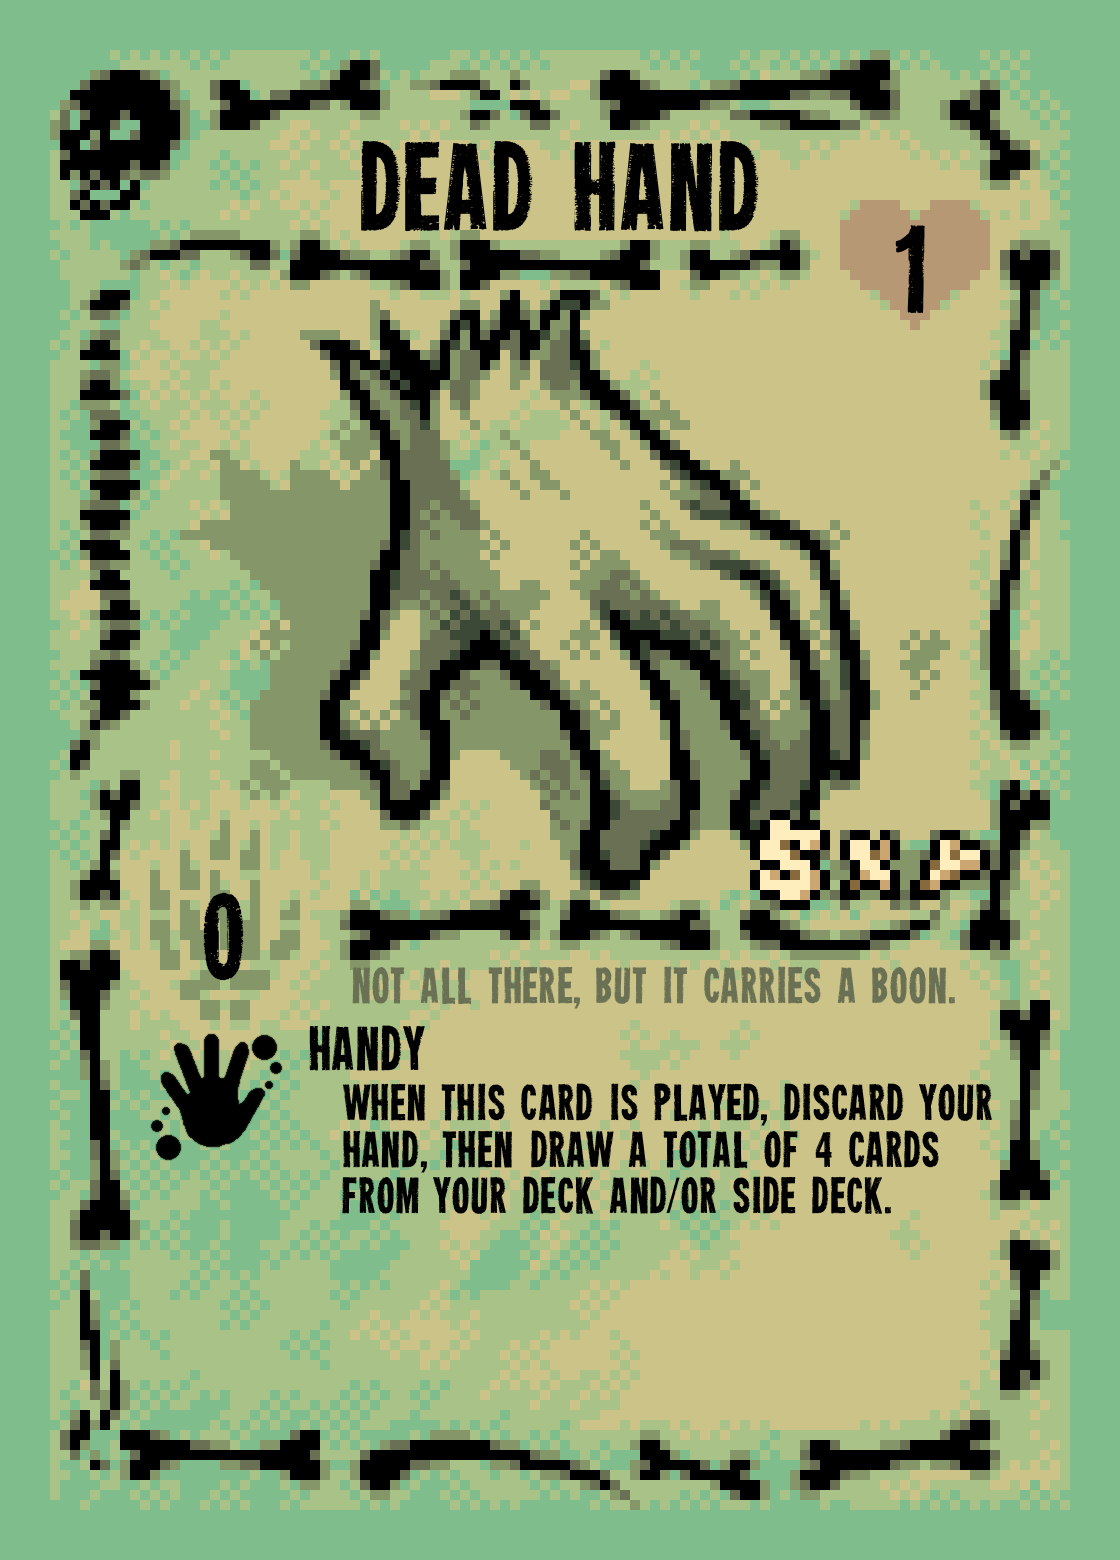 DEAD HAND
1
5 X
0
NOT ALL THERE, BUT IT CARRIES A BOON.
HANDY
WHEN THIS CARD IS PLAYED, DISCARD YOUR
HAND, THEN DRAW A TOTAL OF 4 CARDS
FROM YOUR DECK AND/OR SIDE DECK.